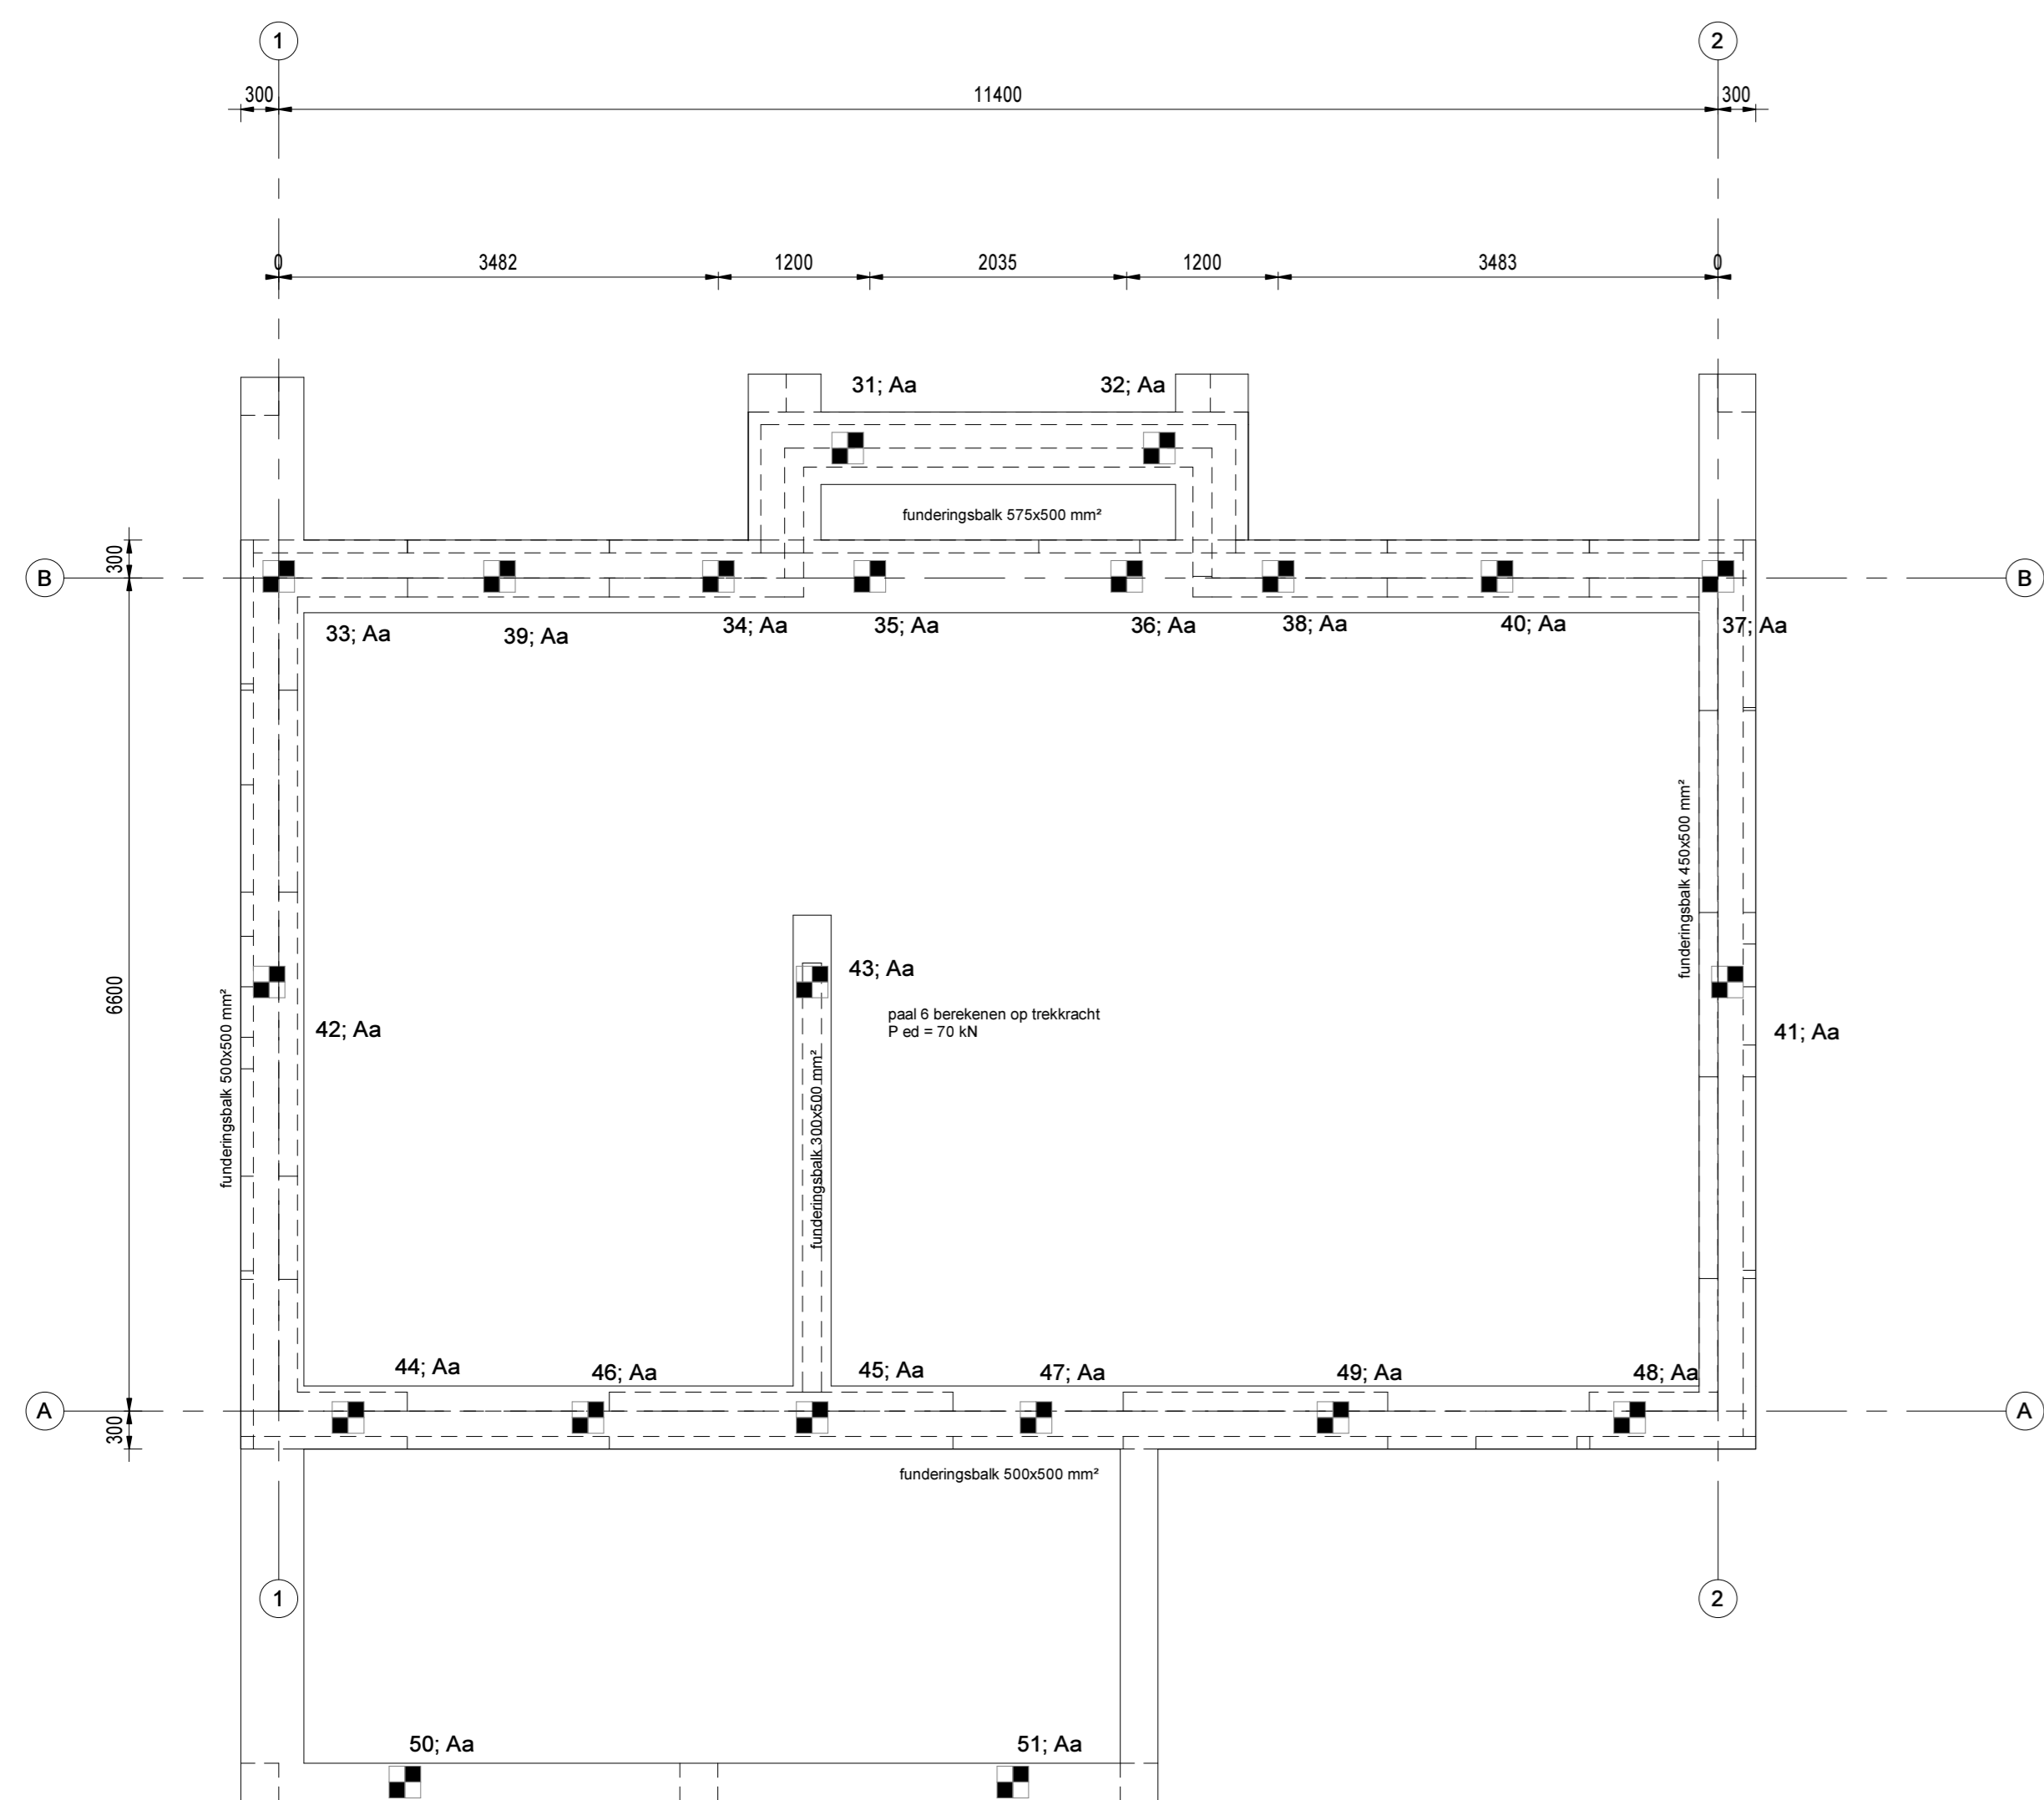 1
2
300
11400
300
0
3482
1200
2035
1200
3483
0
31; Aa
32; Aa
funderingsbalk 575x500 mm²
300
B
B
33; Aa
39; Aa
34; Aa
35; Aa
36; Aa
38; Aa
40; Aa
37; Aa
funderingsbalk 450x500 mm²
43; Aa
6600
paal 6 berekenen op trekkracht
P ed = 70 kN
42; Aa
41; Aa
funderingsbalk 500x500 mm²
funderingsbalk 300x500 mm²
44; Aa
46; Aa
45; Aa
47; Aa
49; Aa
48; Aa
A
A
300
funderingsbalk 500x500 mm²
1
2
50; Aa
51; Aa